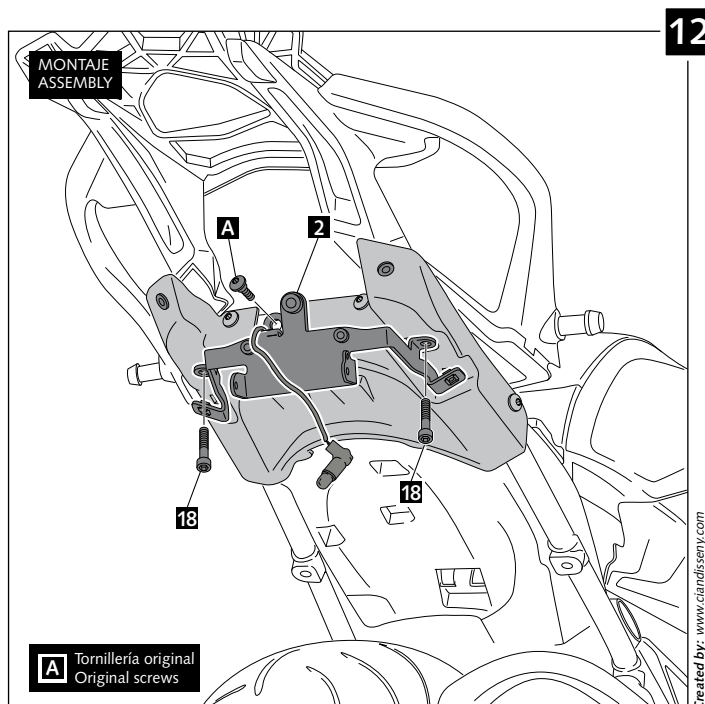 12
MONTAJE
ASSEMBLY
A
2
18
18
A
Tornillería original
Original screws
Created by: www.ciandisseny.com